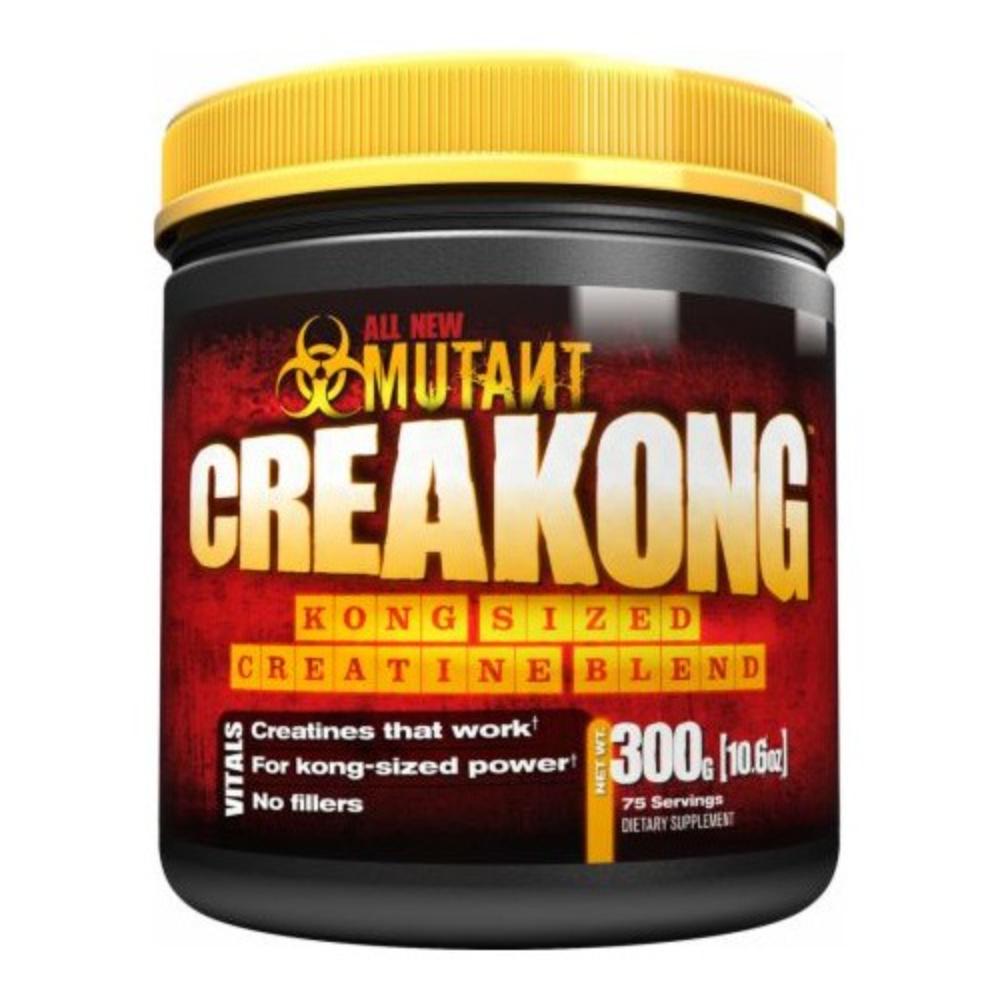 ALL NEW
MUTANT
CREAKONG™
KONG SIZED
CREATINE BLEND
VITALS
Creatines that work†
For kong-sized power†
No fillers
NET WT.
300G [10.6oz]
75 Servings
DIETARY SUPPLEMENT